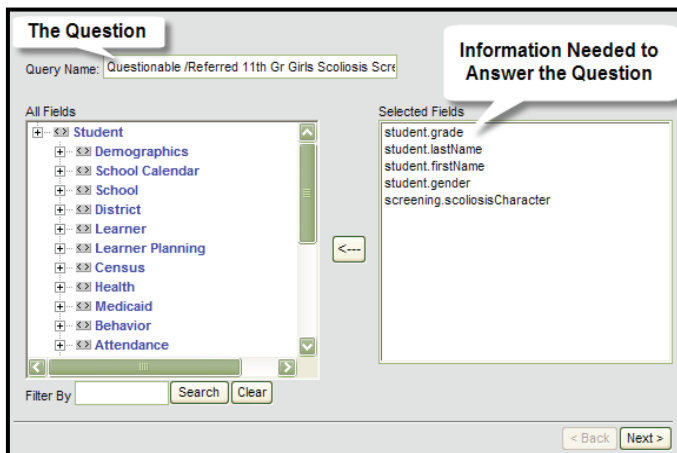 The Question
Information Needed to
Answer the Question
Query Name: Questionable /Referred 11th Gr Girls Scoliosis Scre
All Fields
Student
Demographics
School Calendar
School
District
Learner
Learner Planning
Census
Health
Medicaid
Behavior
Attendance
Filter By
Search
Clear
<---
Selected Fields
student.grade
student.lastName
student.firstName
student.gender
screening.scoliosisCharacter
< Back
Next >